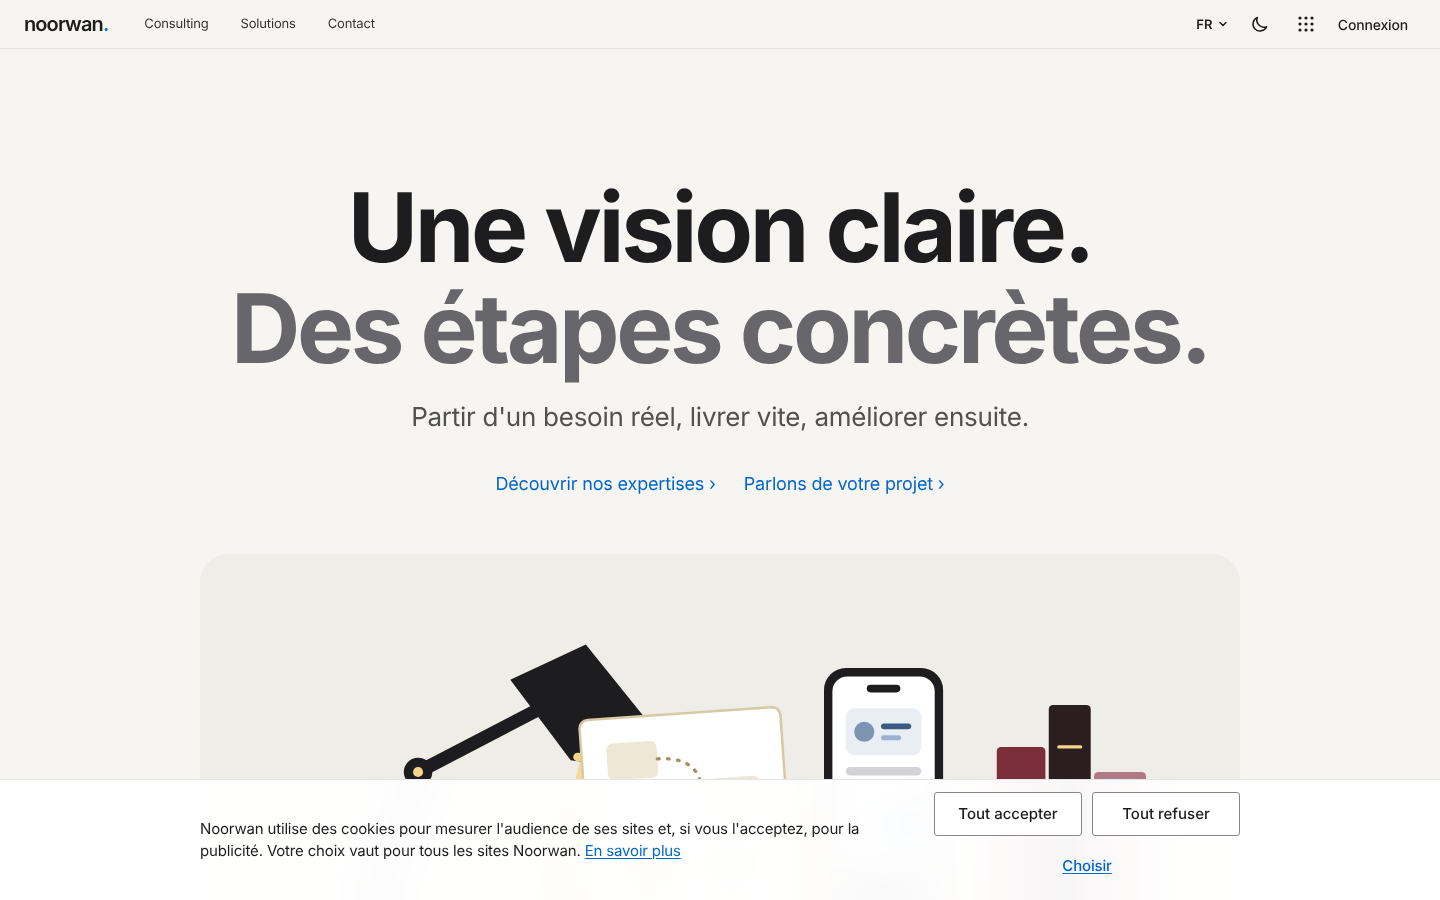 noorwan.
Consulting
Solutions
Contact
FR
Connexion
Une vision claire.
Des étapes concrètes.
Partir d'un besoin réel, livrer vite, améliorer ensuite.
Découvrir nos expertises ›
Parlons de votre projet ›
Noorwan utilise des cookies pour mesurer l'audience de ses sites et, si vous l'acceptez, pour la
publicité. Votre choix vaut pour tous les sites Noorwan. En savoir plus
Tout accepter
Tout refuser
Choisir